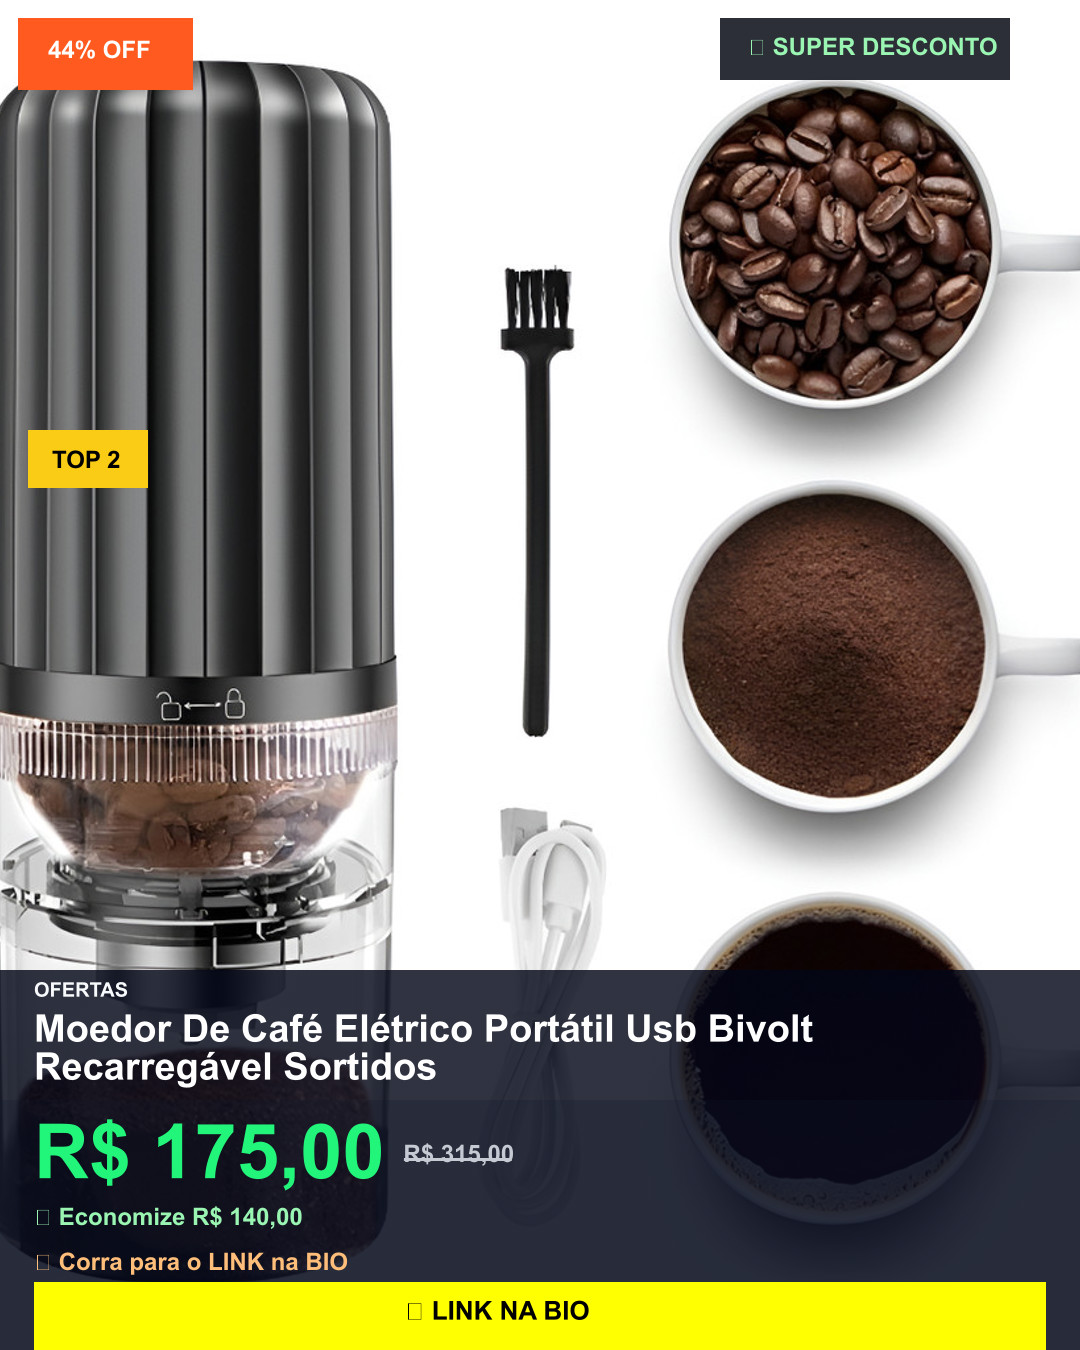 44% OFF
SUPER DESCONTO
TOP 2
OFERTAS
Moedor De Café Elétrico Portátil Usb Bivolt
Recarregável Sortidos
R$ 175,00 R$ 315,00
Economize R$ 140,00
Corra para o LINK na BIO
LINK NA BIO